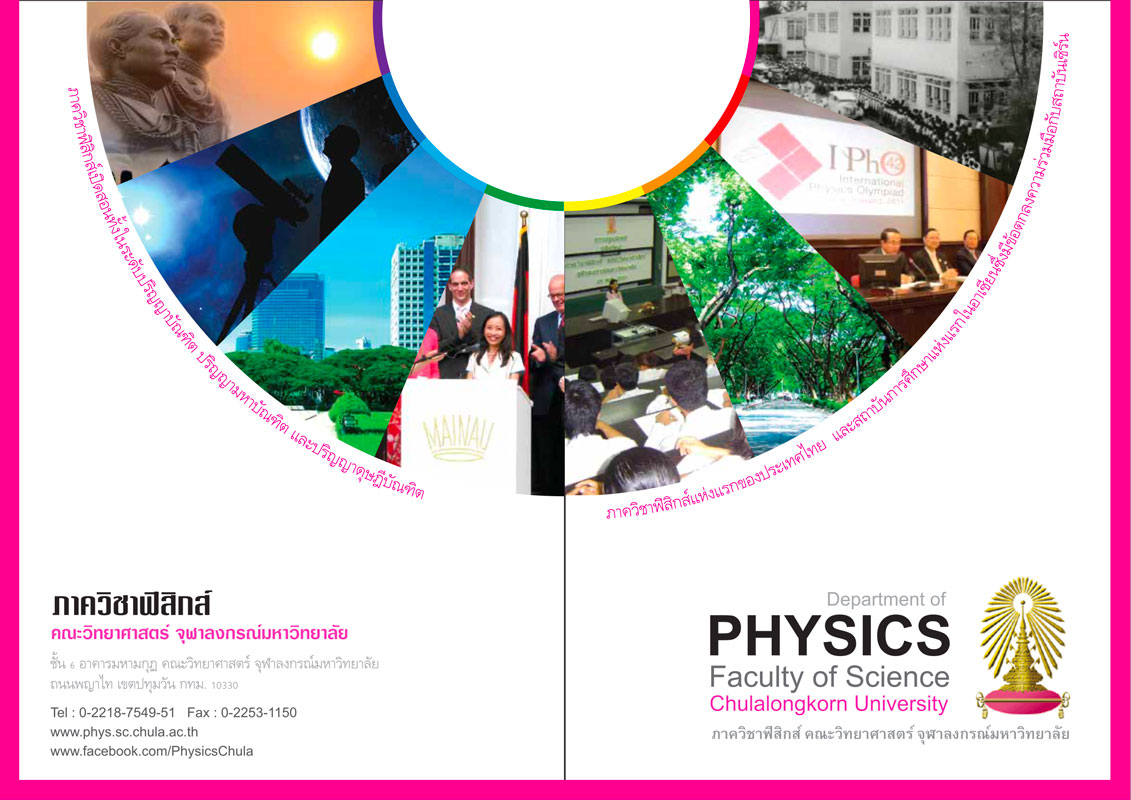 ภาควิชาฟิสิกส์เปิดสอนทั้งในระดับปริญญาบัณฑิต ปริญญามหาบัณฑิต และปริญญาดุษฎีบัณฑิต
MAINAU
ภาควิชาฟิสิกส์
คณะวิทยาศาสตร์ จุฬาลงกรณ์มหาวิทยาลัย
ชั้น 6 อาคารมหามกุฏ คณะวิทยาศาสตร์ จุฬาลงกรณ์มหาวิทยาลัย
ถนนพญาไท เขตปทุมวัน กทม. 10330
Tel : 0-2218-7549-51 Fax : 0-2253-1150
www.phys.sc.chula.ac.th
www.facebook.com/PhysicsChula
IPhO 42
International
Physics Olympiad
ภาควิชาฟิสิกส์แห่งแรกของประเทศไทย และสถาบันการศึกษาแห่งแรกในอาเซียนซึ่งมีข้อตกลงความร่วมมือกับสถาบันเซิร์น
Department of
PHYSICS
Faculty of Science
Chulalongkorn University
ภาควิชาฟิสิกส์ คณะวิทยาศาสตร์ จุฬาลงกรณ์มหาวิทยาลัย